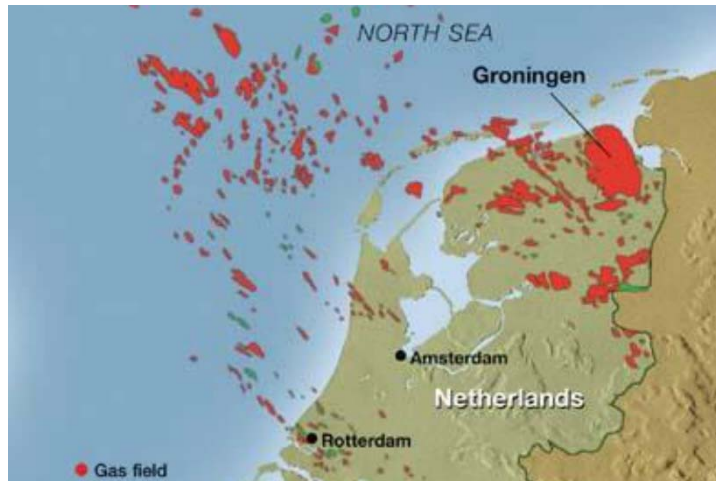 NORTH SEA
Groningen
Amsterdam
Netherlands
Rotterdam
Gas field